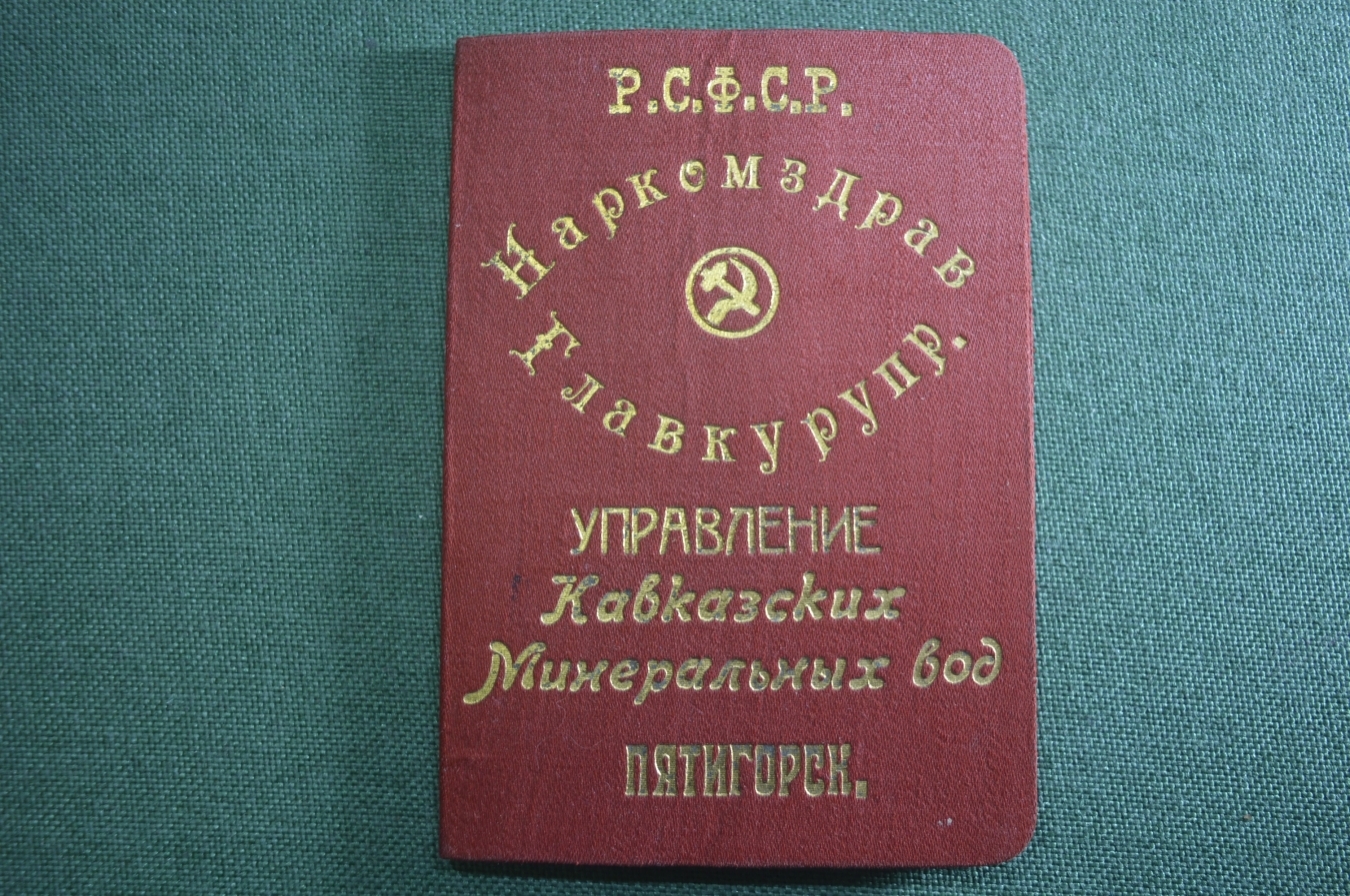 Р.С.Ф.С.Р.
Наркомздрав
Главкурупр.
УПРАВЛЕНИЕ
Кавказских
Минеральных вод
ПЯТИГОРСК.